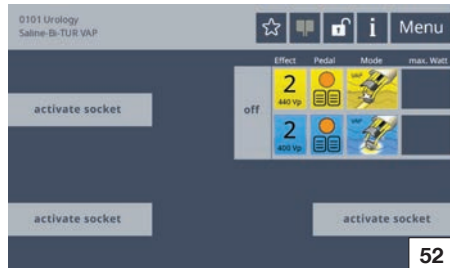 0101 Urology
Saline-Bi-TUR VAP
i Menu
Effect Pedal Mode max. Watt
activate socket
off
2
440 Vp
VAP
2
400 Vp
VAP
activate socket
activate socket
52